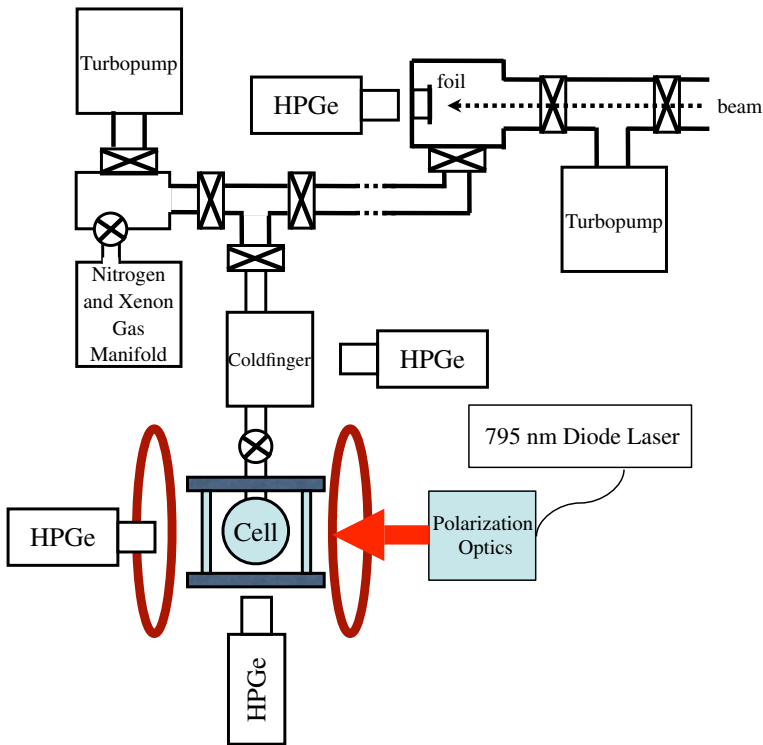 Turbopump
HPGe
foil
beam
Turbopump
Nitrogen
and Xenon
Gas
Manifold
Coldfinger
HPGe
795 nm Diode Laser
HPGe
Cell
Polarization
Optics
HPGe